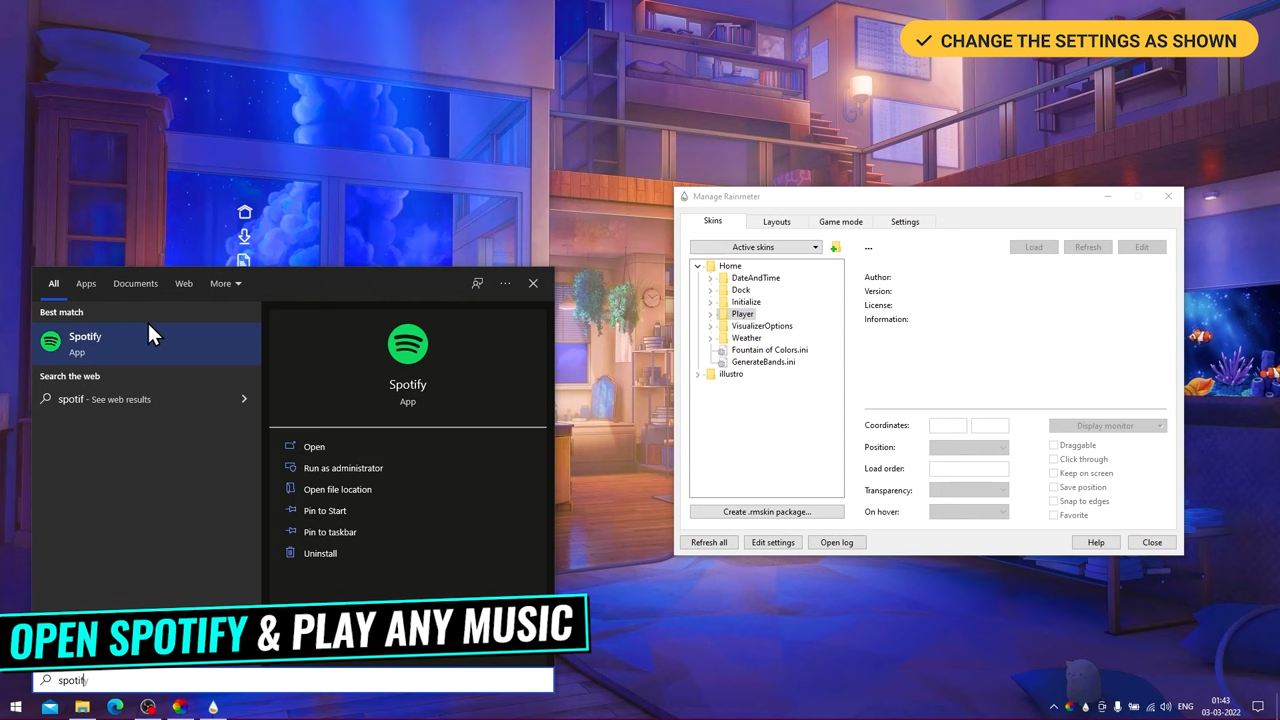 CHANGE THE SETTINGS AS SHOWN
Manage Rainmeter
Skins
Layouts
Game mode
Settings
Active skins
...
Load
Refresh
Edit
Home
DateAndTime
Dock
Initialize
Player
VisualizerOptions
Weather
Fountain of Colors.ini
GenerateBands.ini
illustro
Author:
Version:
License:
Information:
Coordinates:
Display monitor
Position:
Load order:
Transparency:
On hover:
Draggable
Click through
Keep on screen
Save position
Snap to edges
Favorite
Create .rmskin package...
Refresh all
Edit settings
Open log
Help
Close
All
Apps
Documents
Web
More
Best match
Spotify
App
Search the web
spotif - See web results
Spotify
App
Open
Run as administrator
Open file location
Pin to Start
Pin to taskbar
Uninstall
OPEN SPOTIFY & PLAY ANY MUSIC
spotify
ENG
01:43
03-03-2022